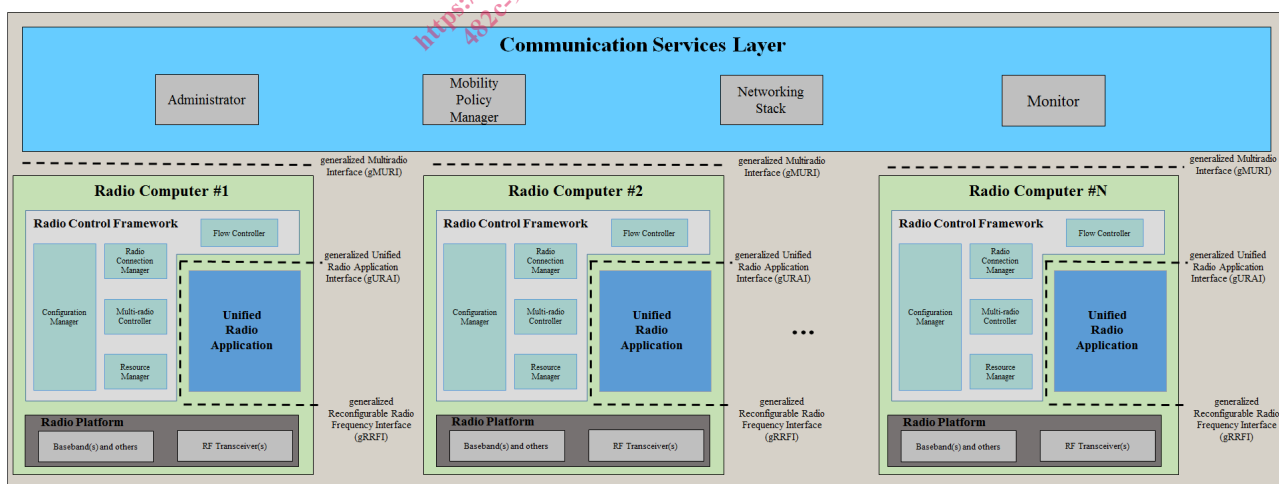 https:/
482c-
Communication Services Layer
Administrator
Mobility
Policy
Manager
Networking
Stack
Monitor
generalized Multiradio
Interface (gMURI)
generalized Multiradio
Interface (gMURI)
generalized Multiradio
Interface (gMURI)
Radio Computer #1
Radio Control Framework
Flow Controller
Configuration
Manager
Radio
Connection
Manager
Multi-radio
Controller
Resource
Manager
Unified
Radio
Application
generalized Unified
Radio Application
Interface (gURAI)
generalized
Reconfigurable Radio
Frequency Interface
(gRRFI)
Radio Platform
Baseband(s) and others
RF Transceiver(s)
Radio Computer #2
Radio Control Framework
Flow Controller
Configuration
Manager
Radio
Connection
Manager
Multi-radio
Controller
Resource
Manager
Unified
Radio
Application
generalized Unified
Radio Application
Interface (gURAI)
...
generalized
Reconfigurable Radio
Frequency Interface
(gRRFI)
Radio Platform
Baseband(s) and others
RF Transceiver(s)
Radio Computer #N
Radio Control Framework
Flow Controller
Configuration
Manager
Radio
Connection
Manager
Multi-radio
Controller
Resource
Manager
Unified
Radio
Application
generalized Unified
Radio Application
Interface (gURAI)
generalized
Reconfigurable Radio
Frequency Interface
(gRRFI)
Radio Platform
Baseband(s) and others
RF Transceiver(s)